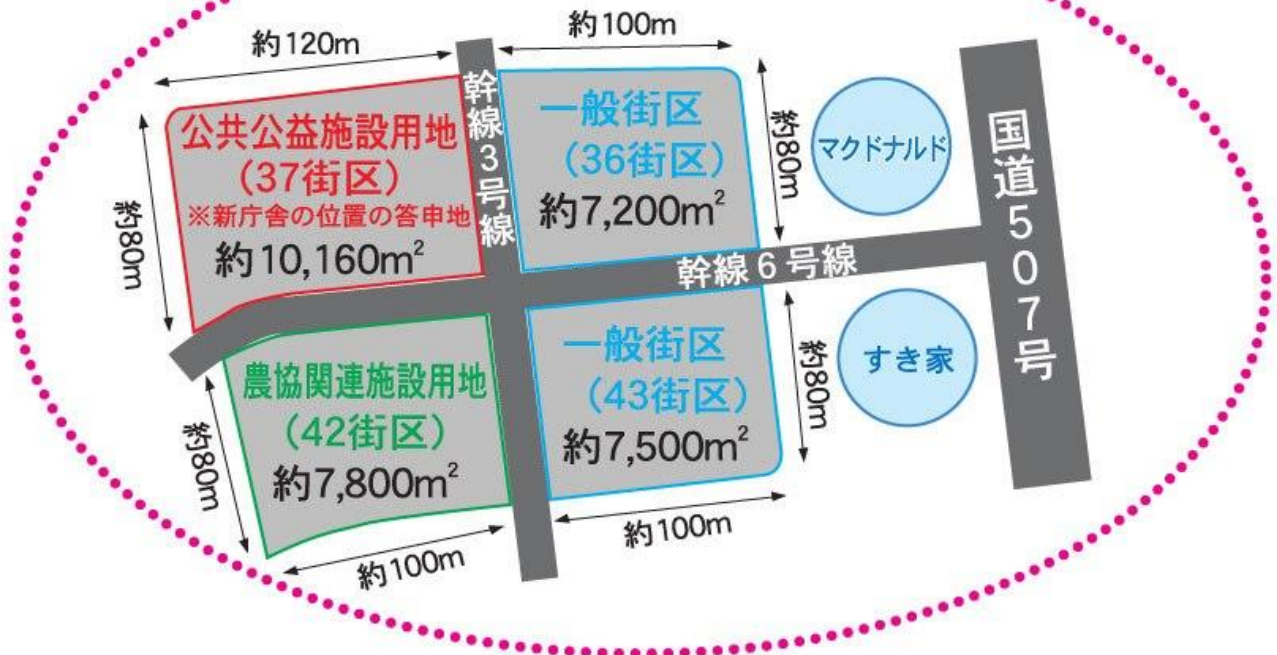 約120m
約80m
公共公益施設用地
(37街区)
※新庁舎の位置の答申地
約10,160m²
幹線3号線
約100m
約80m
一般街区
(36街区)
約7,200m²
マクドナルド
国道507号
幹線6号線
農協関連施設用地
(42街区)
約7,800m²
約80m
約100m
一般街区
(43街区)
約7,500m²
約80m
約100m
すき家